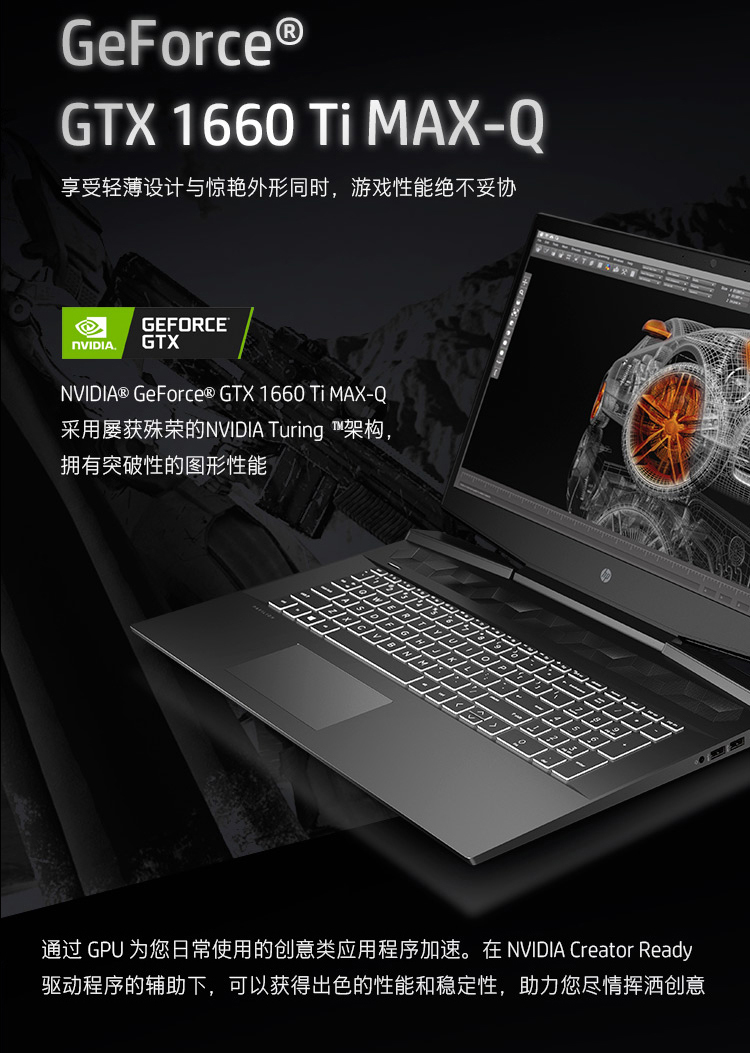 GeForce®
GTX 1660 Ti MAX-Q
享受轻薄设计与惊艳外形同时，游戏性能绝不妥协
NVIDIA.
GEFORCE®
GTX
NVIDIA® GeForce® GTX 1660 Ti MAX-Q
采用屡获殊荣的NVIDIA Turing ™架构，
拥有突破性的图形性能
hp
PAVILION
通过 GPU 为您日常使用的创意类应用程序加速。在 NVIDIA Creator Ready
驱动程序的辅助下，可以获得出色的性能和稳定性，助力您尽情挥洒创意